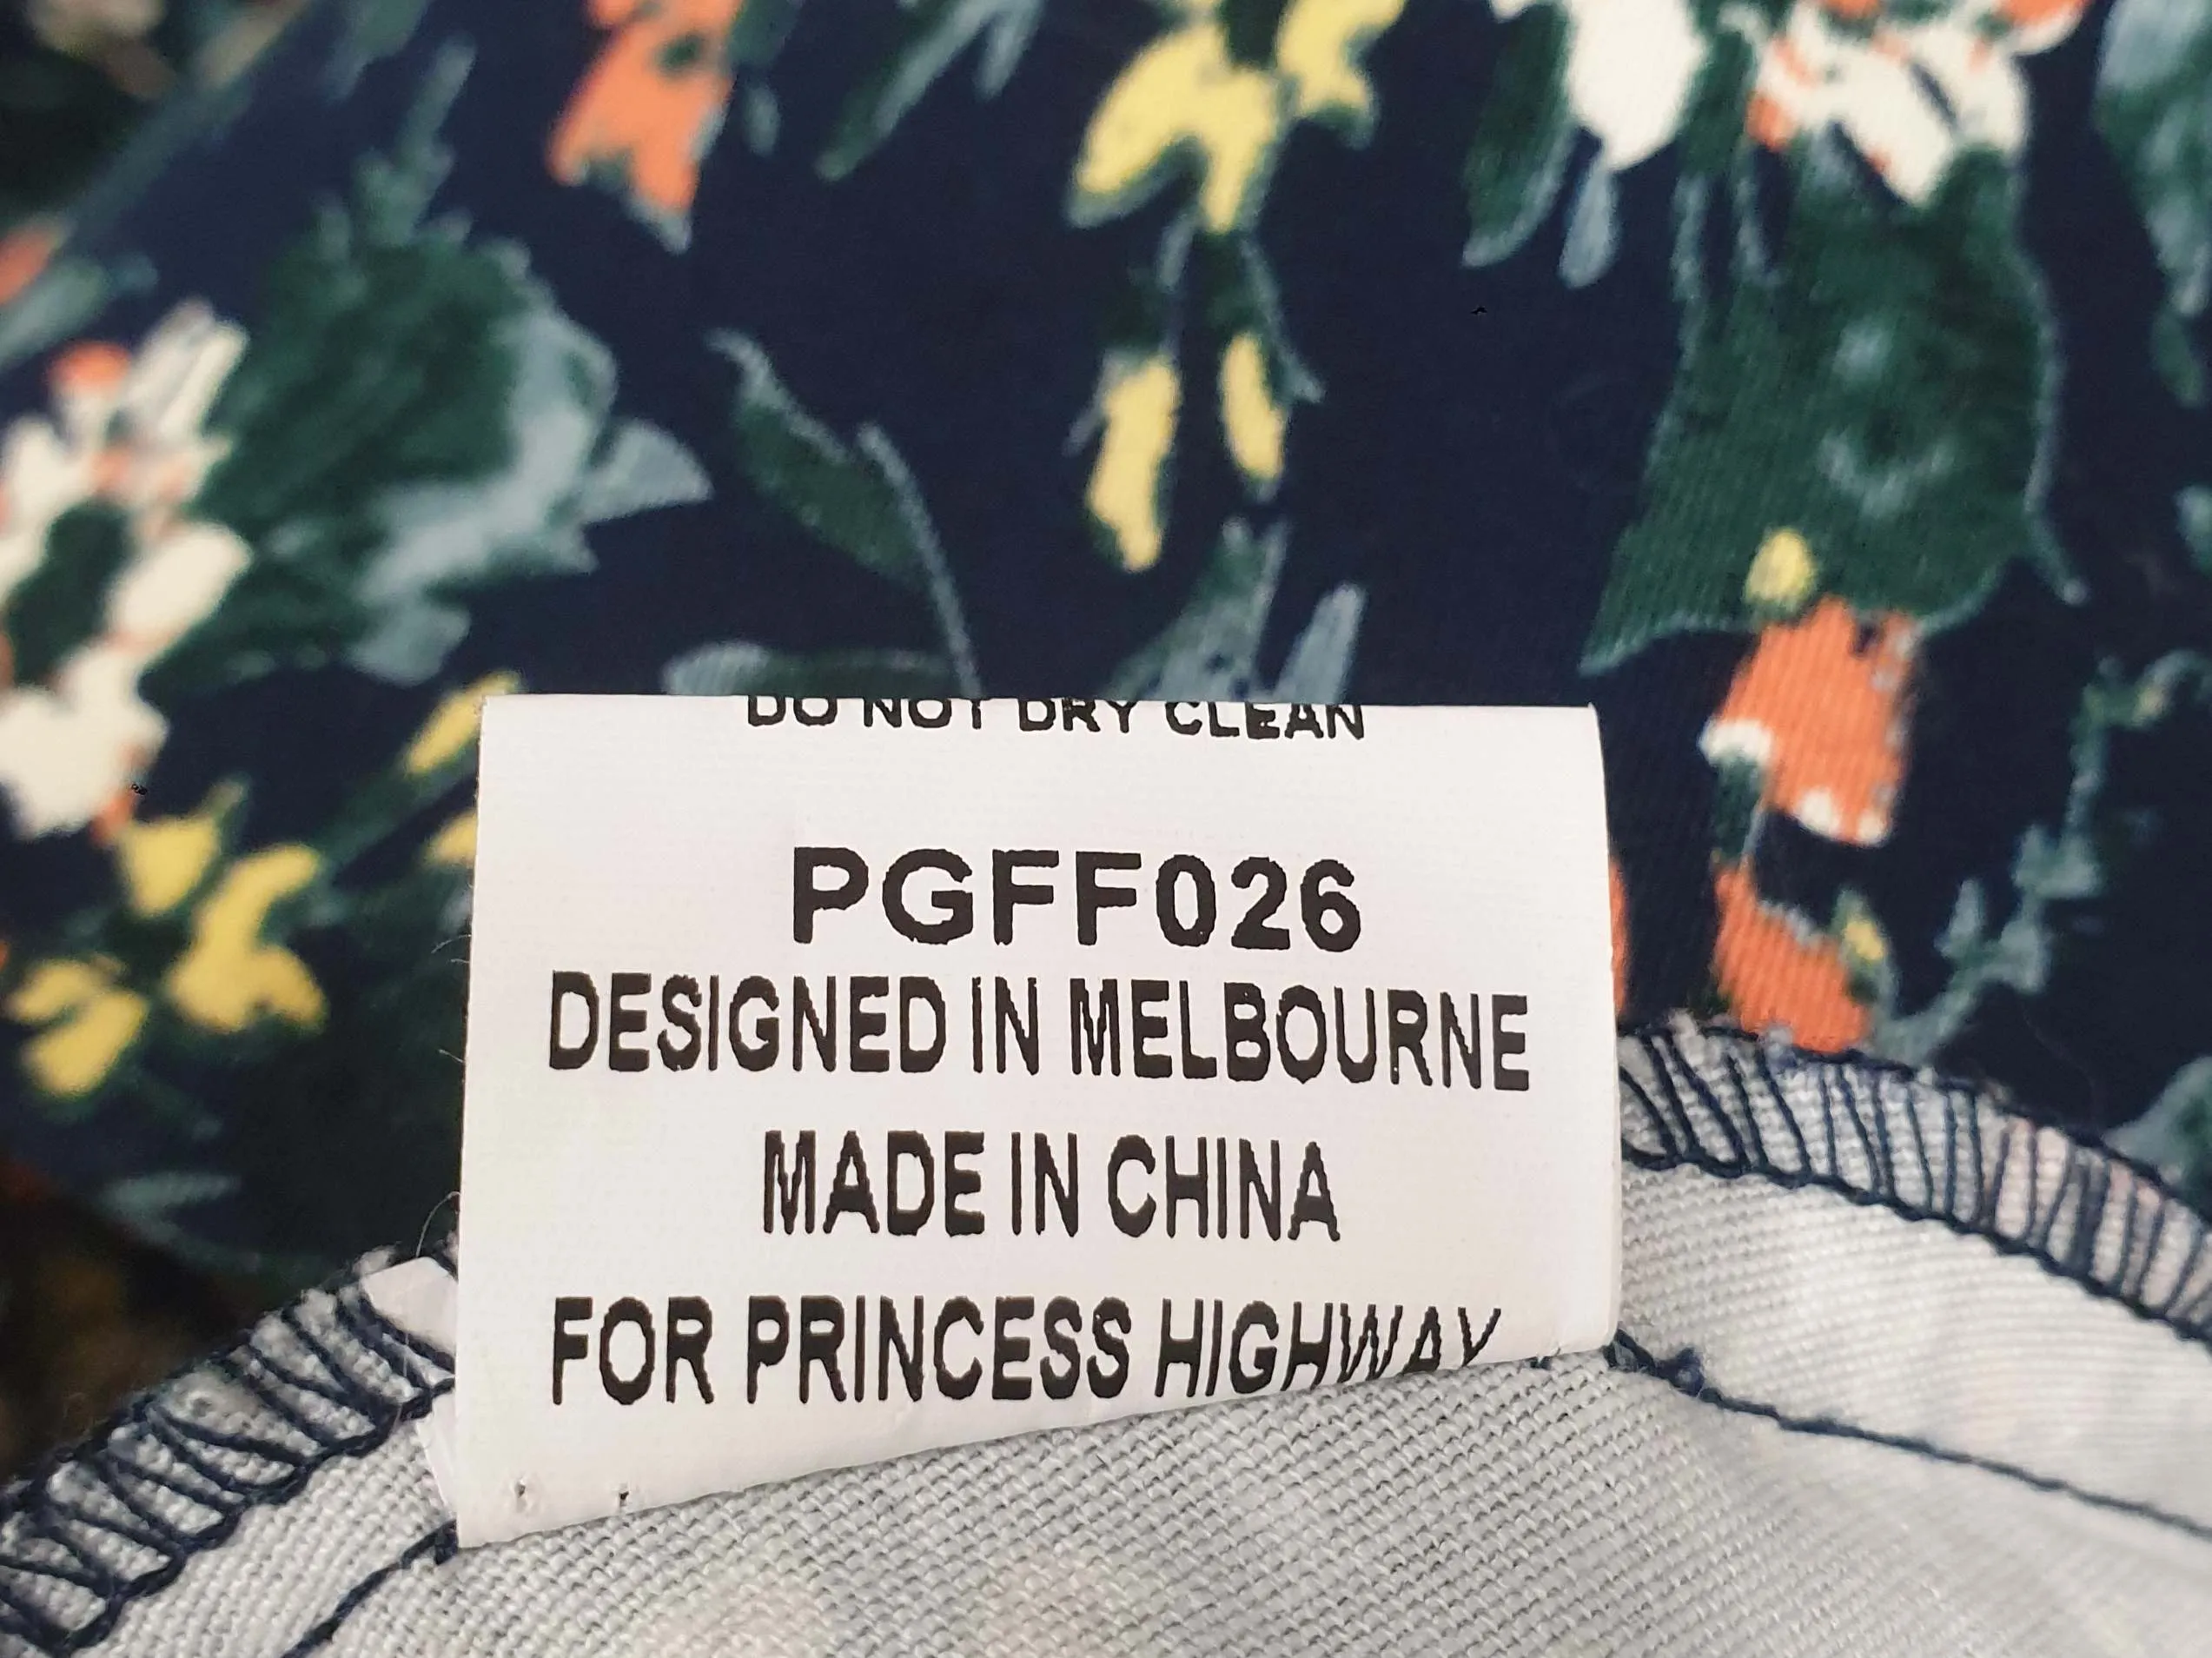 DO NOT DRY CLEAN
PGFF026
DESIGNED IN MELBOURNE
MADE IN CHINA
FOR PRINCESS HIGHWAY